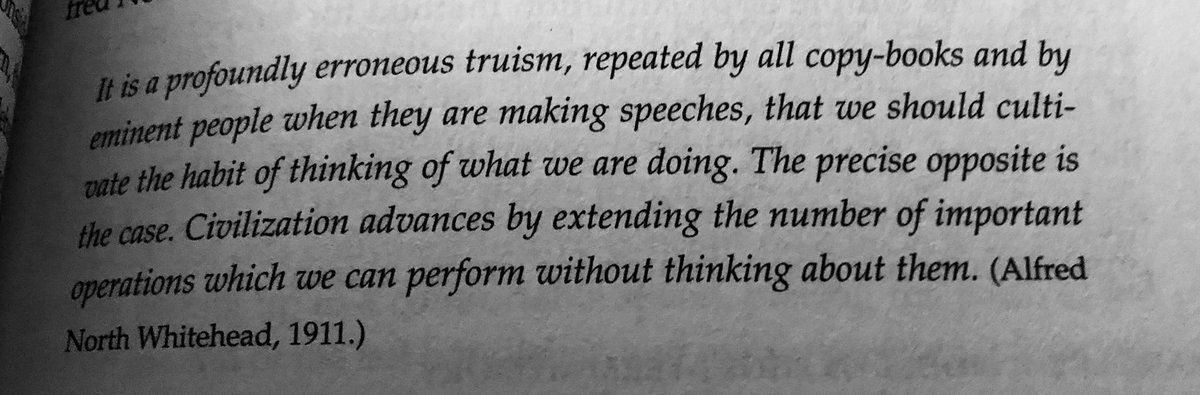 It is a profoundly erroneous truism, repeated by all copy-books and by
eminent people when they are making speeches, that we should culti-
vate the habit of thinking of what we are doing. The precise opposite is
the case. Civilization advances by extending the number of important
operations which we can perform without thinking about them. (Alfred
North Whitehead, 1911.)